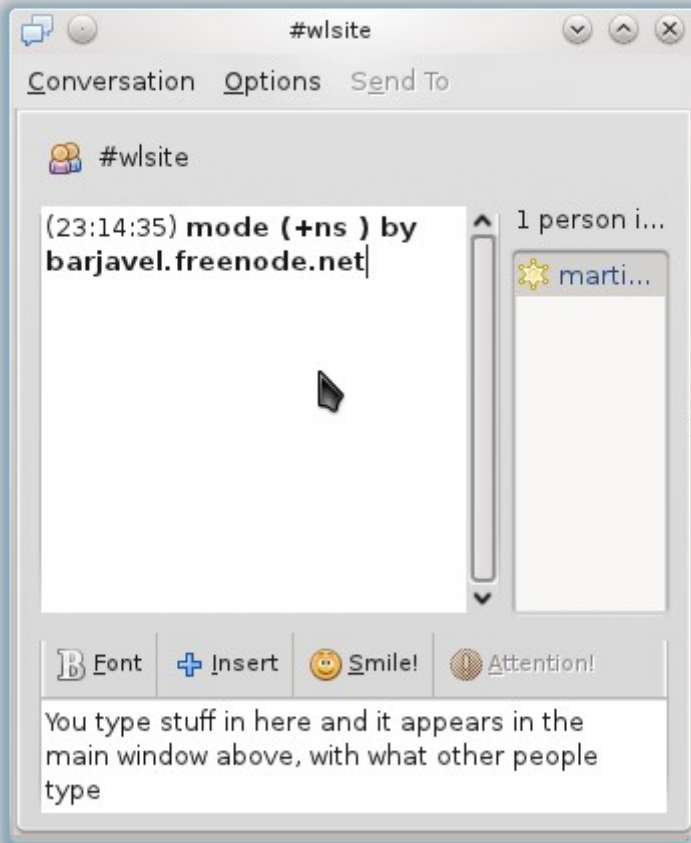 #wlsite
Conversation Options Send To
#wlsite
(23:14:35) mode (+ns ) by
barjavel.freenode.net
1 person i...
marti...
Font Insert Smile! Attention!
You type stuff in here and it appears in the
main window above, with what other people
type